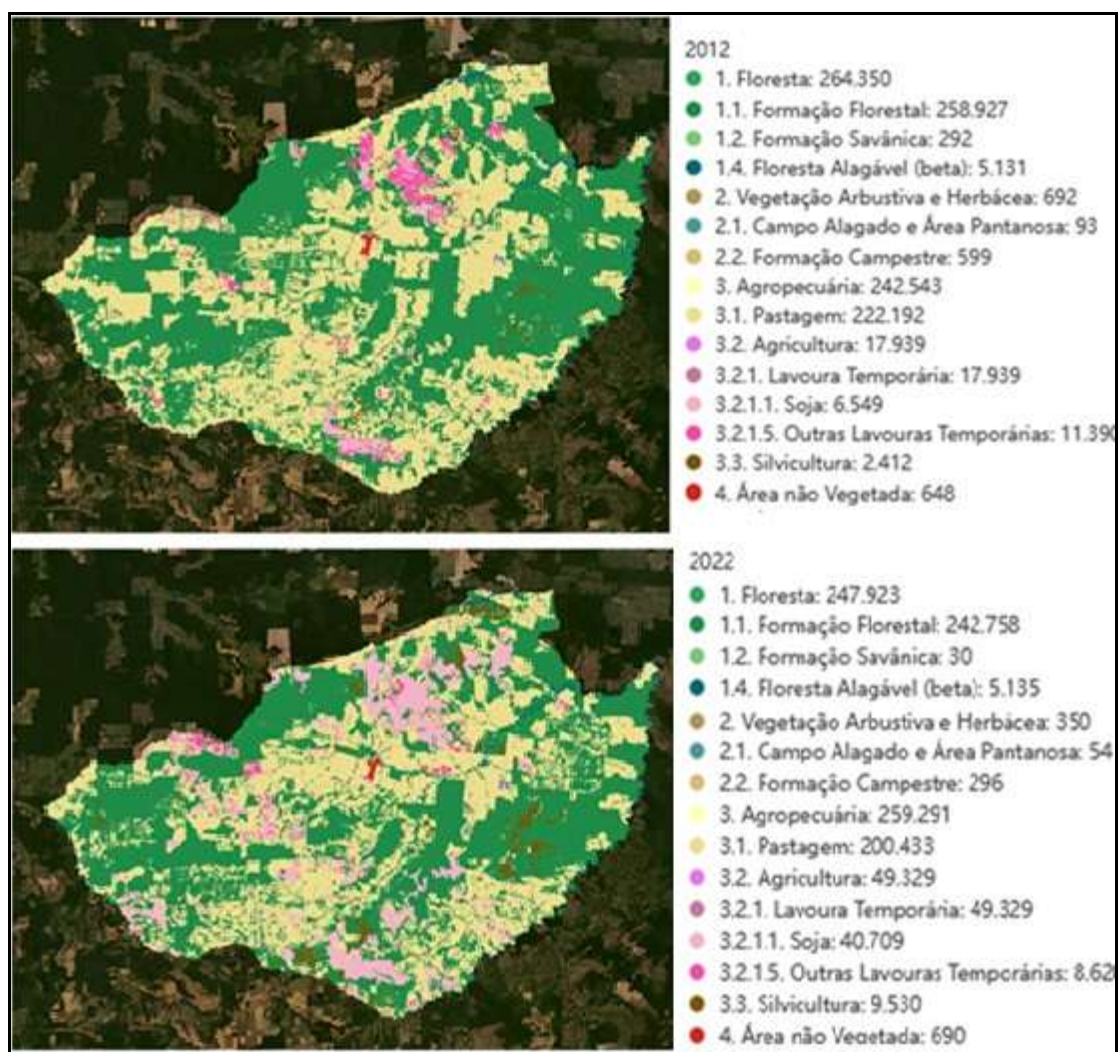 2012
1. Floresta: 264.350
1.1. Formação Florestal: 258.927
1.2. Formação Savânica: 292
1.4. Floresta Alagável (beta): 5.131
2. Vegetação Arbustiva e Herbácea: 692
2.1. Campo Alagado e Área Pantanosa: 93
2.2. Formação Campestre: 599
3. Agropecuária: 242.543
3.1. Pastagem: 222.192
3.2. Agricultura: 17.939
3.2.1. Lavoura Temporária: 17.939
3.2.1.1. Soja: 6.549
3.2.1.5. Outras Lavouras Temporárias: 11.390
3.3. Silvicultura: 2.412
4. Área não Vegetada: 648
2022
1. Floresta: 247.923
1.1. Formação Florestal: 242.758
1.2. Formação Savânica: 30
1.4. Floresta Alagável (beta): 5.135
2. Vegetação Arbustiva e Herbácea: 350
2.1. Campo Alagado e Área Pantanosa: 54
2.2. Formação Campestre: 296
3. Agropecuária: 259.291
3.1. Pastagem: 200.433
3.2. Agricultura: 49.329
3.2.1. Lavoura Temporária: 49.329
3.2.1.1. Soja: 40.709
3.2.1.5. Outras Lavouras Temporárias: 8.620
3.3. Silvicultura: 9.530
4. Área não Vegetada: 690